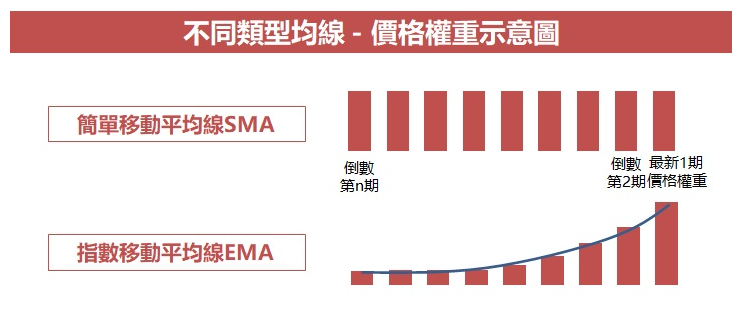 不同類型均線 - 價格權重示意圖
簡單移動平均線SMA
倒數
第n期
倒數
第2期
最新1期
價格權重
指數移動平均線EMA